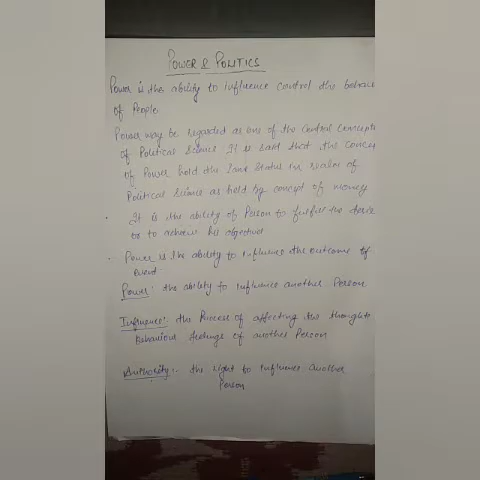 POWER & POLITICS
Power is the ability to influence control the behav
of People
Power may be regarded as one of the Central Concepts
of Political Science. It is said that the Concep
of Power hold the Same Status in realm of
Political Science as held by concept of money
It is the ability of Person to fulfill the desire
or to achieve his objective
Power is the ability to influence the outcome of
event
Power: the ability to influence another Person
Influence: the Process of affecting the thoughts
Behaviour feelings of another Person
Authority:- the Right to influence another
Person